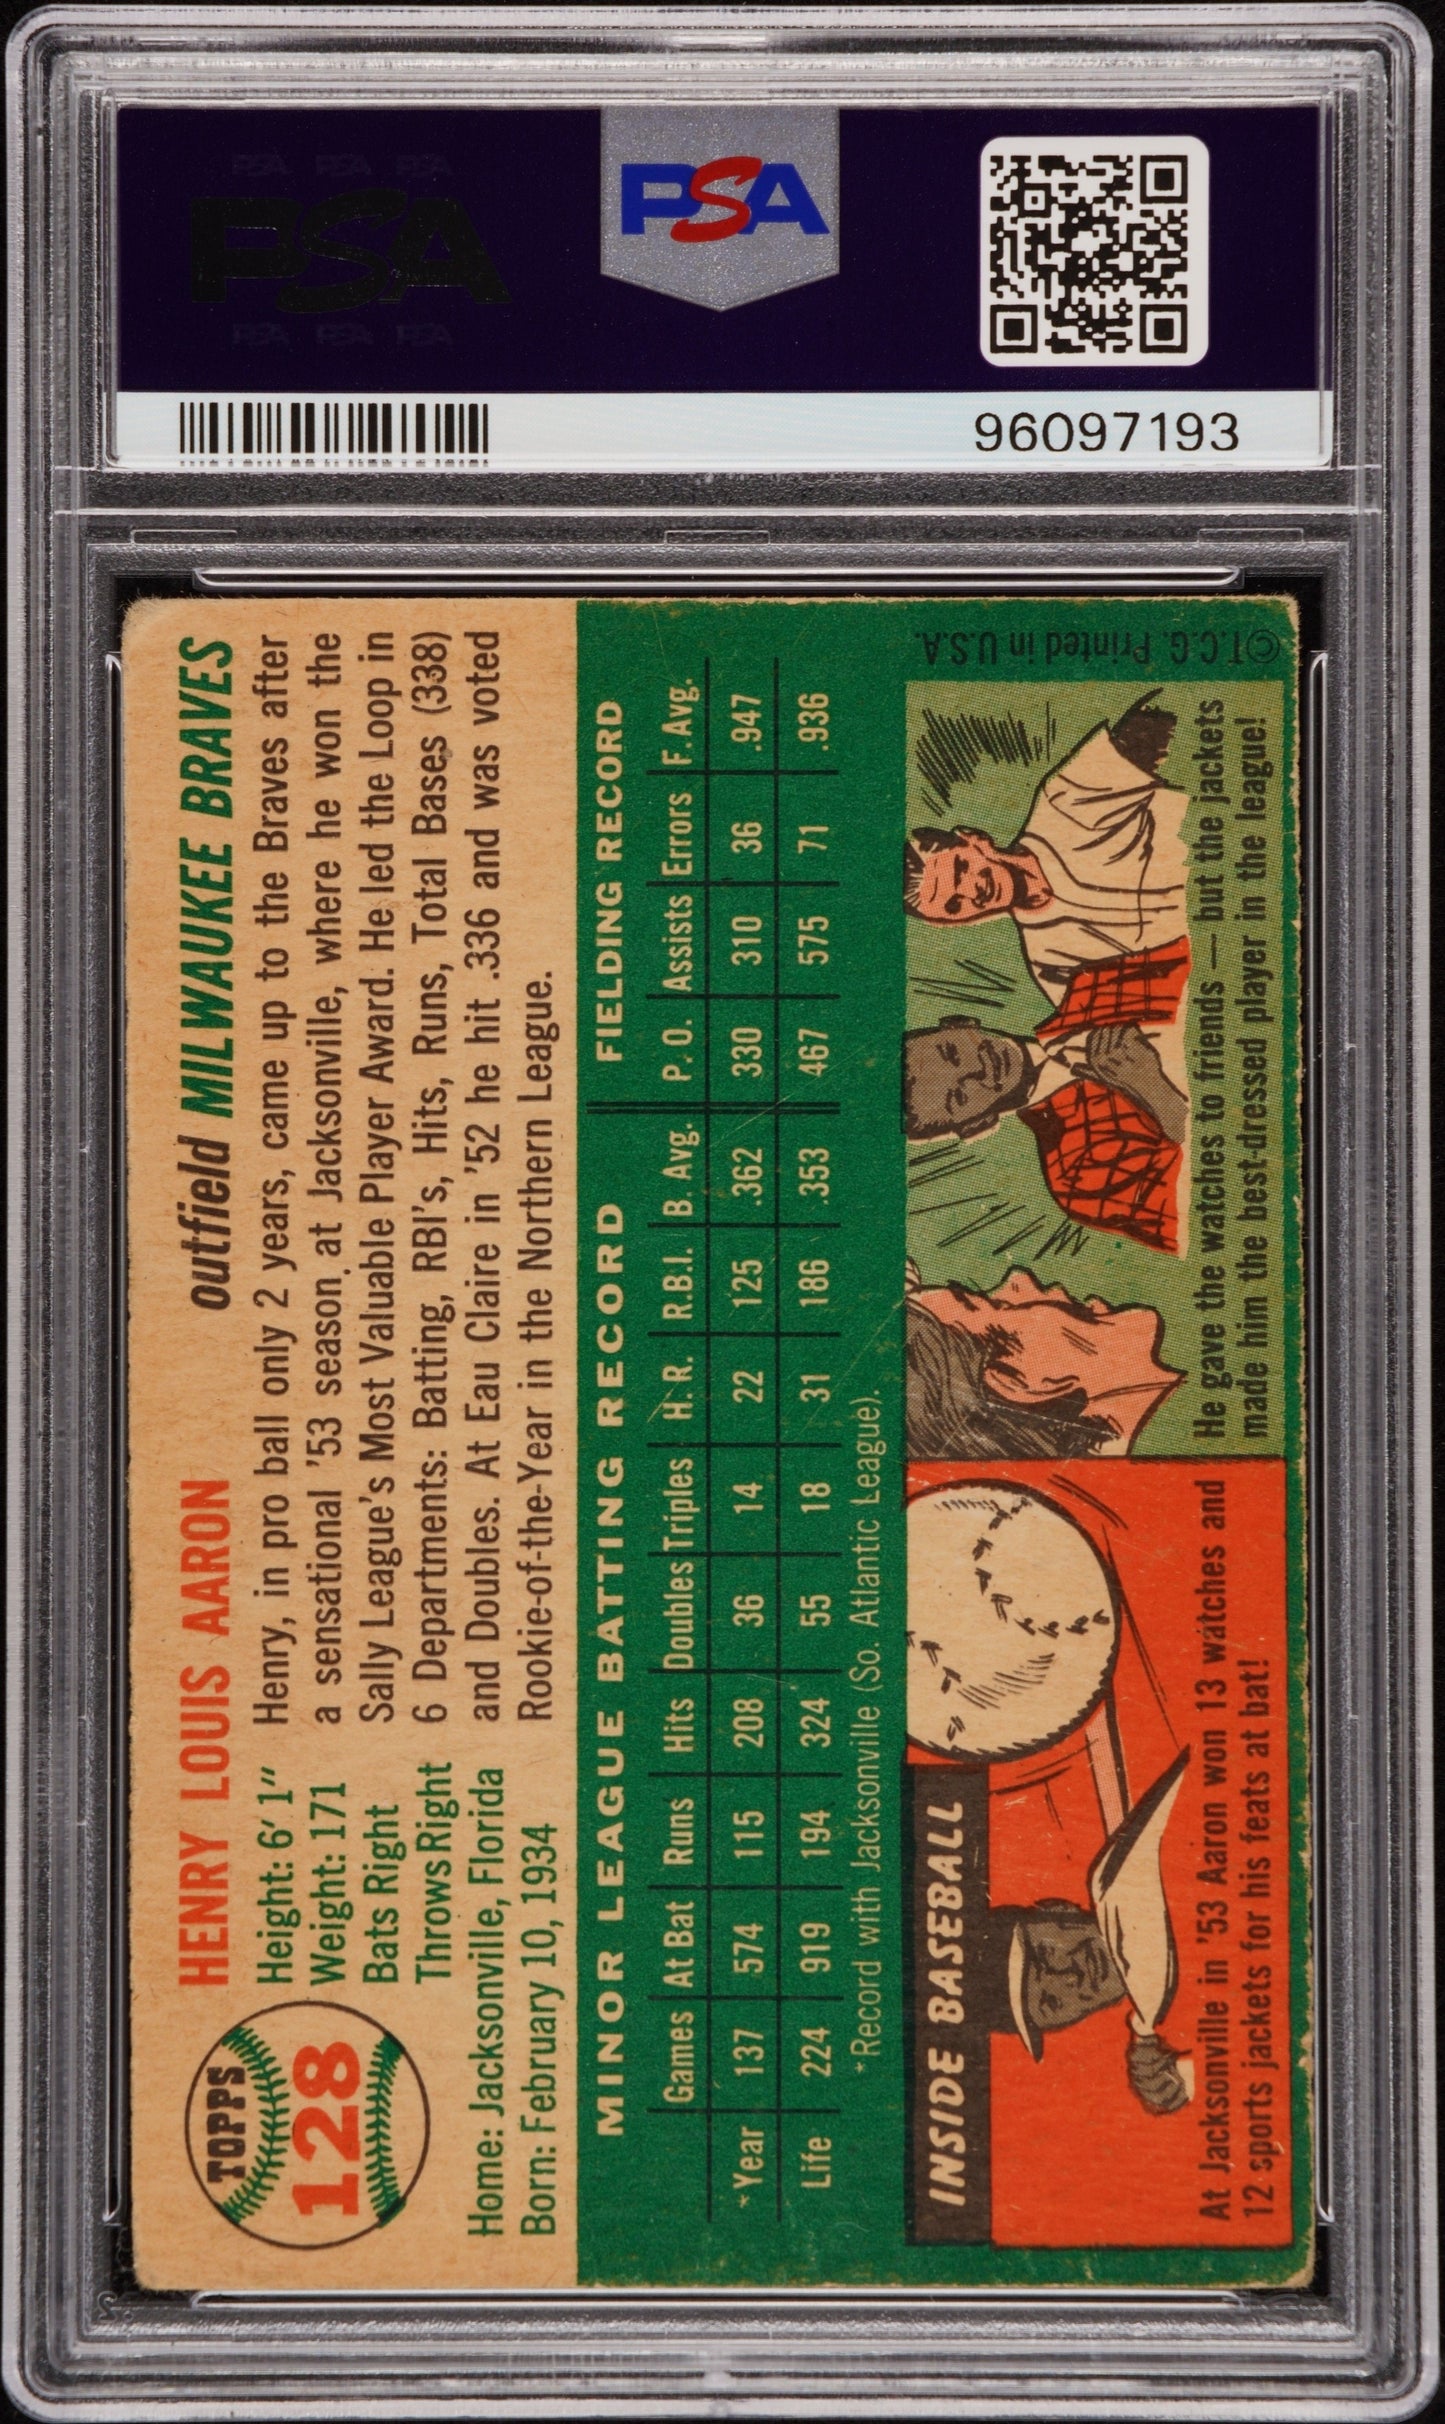 PSA PSA PSA
PSA
PSA PSA PSA
PSA
96097193
TOPPS
128
HENRY LOUIS AARON
outfield MILWAUKEE BRAVES
Height: 6' 1"
Weight: 171
Bats Right
Throws Right
Home: Jacksonville, Florida
Born: February 10, 1934
Henry, in pro ball only 2 years, came up to the Braves after
a sensational '53 season at Jacksonville, where he won the
Sally League's Most Valuable Player Award. He led the Loop in
6 Departments: Batting, RBI's, Hits, Runs, Total Bases (338)
and Doubles. At Eau Claire in '52 he hit .336 and was voted
Rookie-of-the-Year in the Northern League.
MINOR LEAGUE BATTING RECORD FIELDING RECORD
Games At Bat Runs Hits Doubles Triples H. R. R.B.I. B. Avg. P. O. Assists Errors F. Avg.
*Year 137 574 115 208 36 14 22 125 .362 330 310 36 .947
Life 224 919 194 324 55 18 31 186 .353 467 575 71 .936
*Record with Jacksonville (So. Atlantic League).
INSIDE BASEBALL
At Jacksonville in '53 Aaron won 13 watches and
12 sports jackets for his feats at bat!
He gave the watches to friends — but the jackets
made him the best-dressed player in the league!
©T.C.G. Printed in U.S.A.